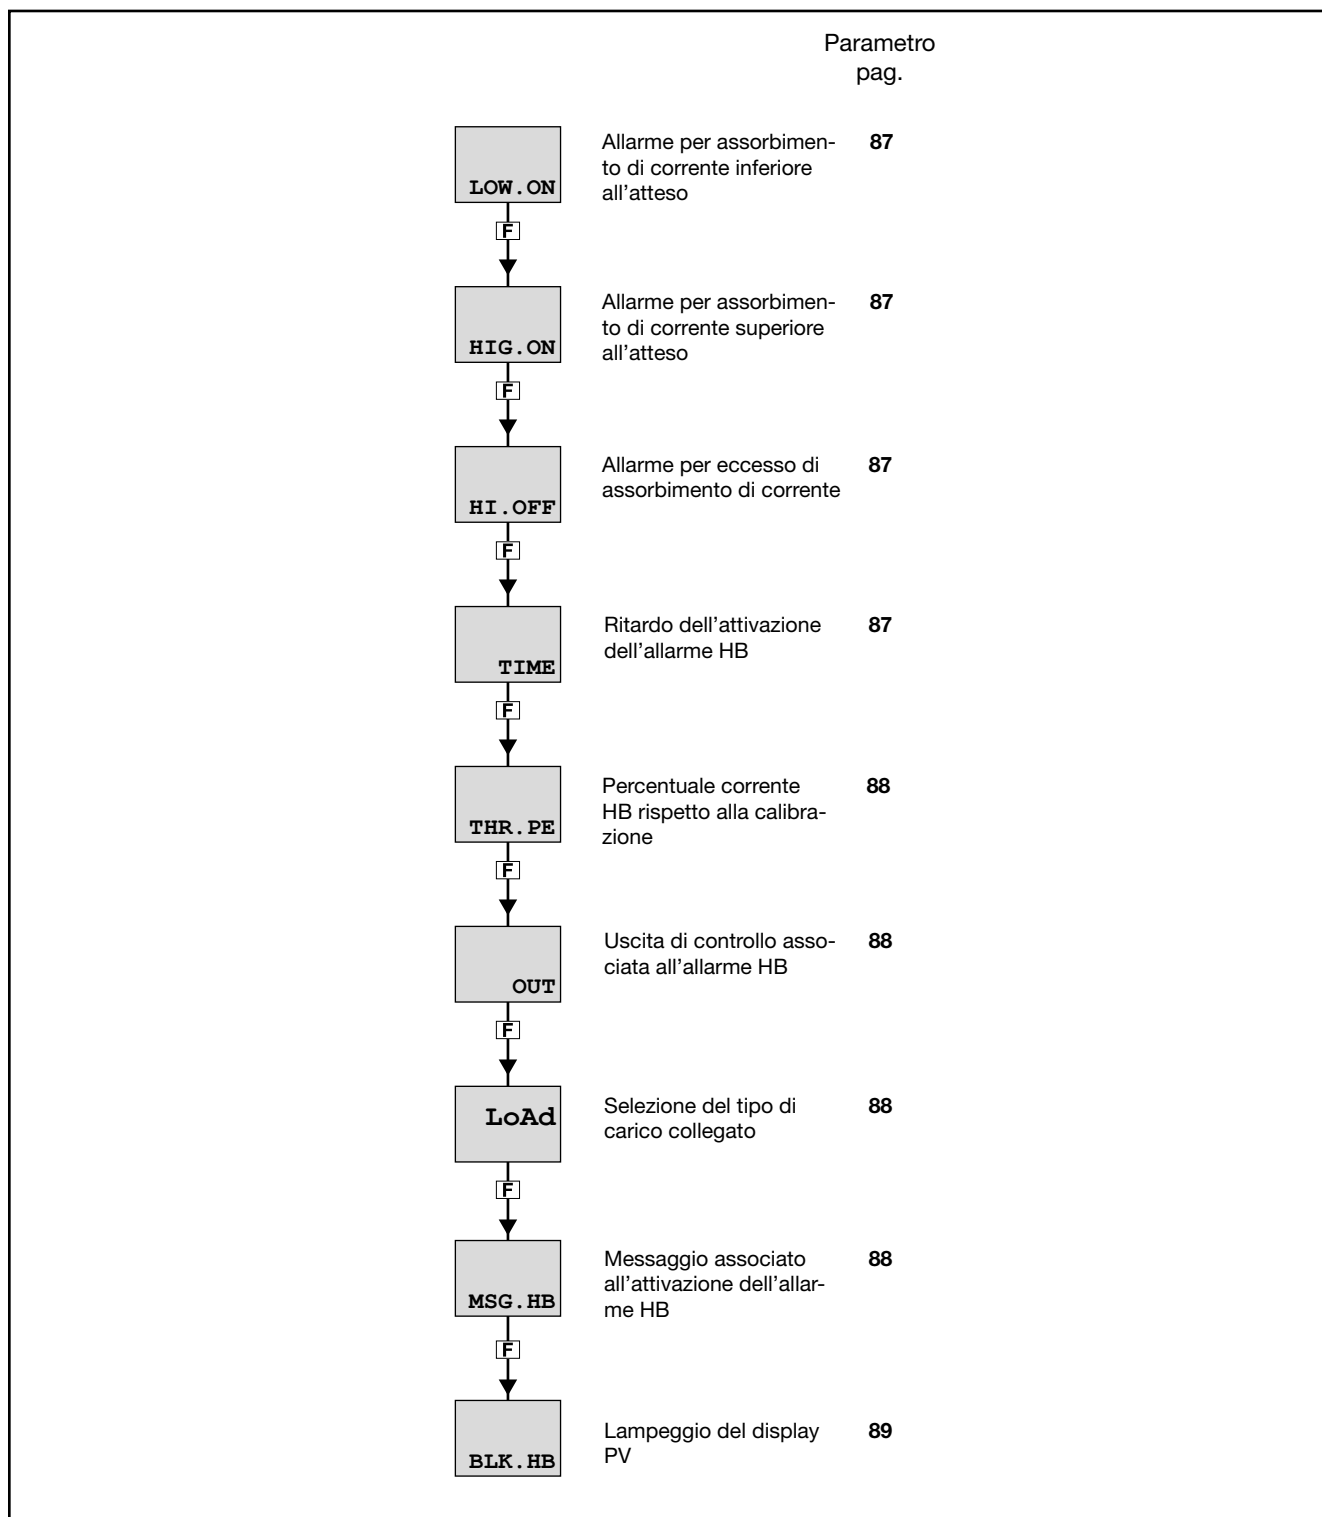 Parametro
pag.
LOW.ON
Allarme per assorbimen-
to di corrente inferiore
all'atteso
87
F
HIG.ON
Allarme per assorbimen-
to di corrente superiore
all'atteso
87
F
HI.OFF
Allarme per eccesso di
assorbimento di corrente
87
F
TIME
Ritardo dell'attivazione
dell'allarme HB
87
F
THR.PE
Percentuale corrente
HB rispetto alla calibra-
zione
88
F
OUT
Uscita di controllo asso-
ciata all'allarme HB
88
F
LoAd
Selezione del tipo di
carico collegato
88
F
MSG.HB
Messaggio associato
all'attivazione dell'allar-
me HB
88
F
BLK.HB
Lampeggio del display
PV
89